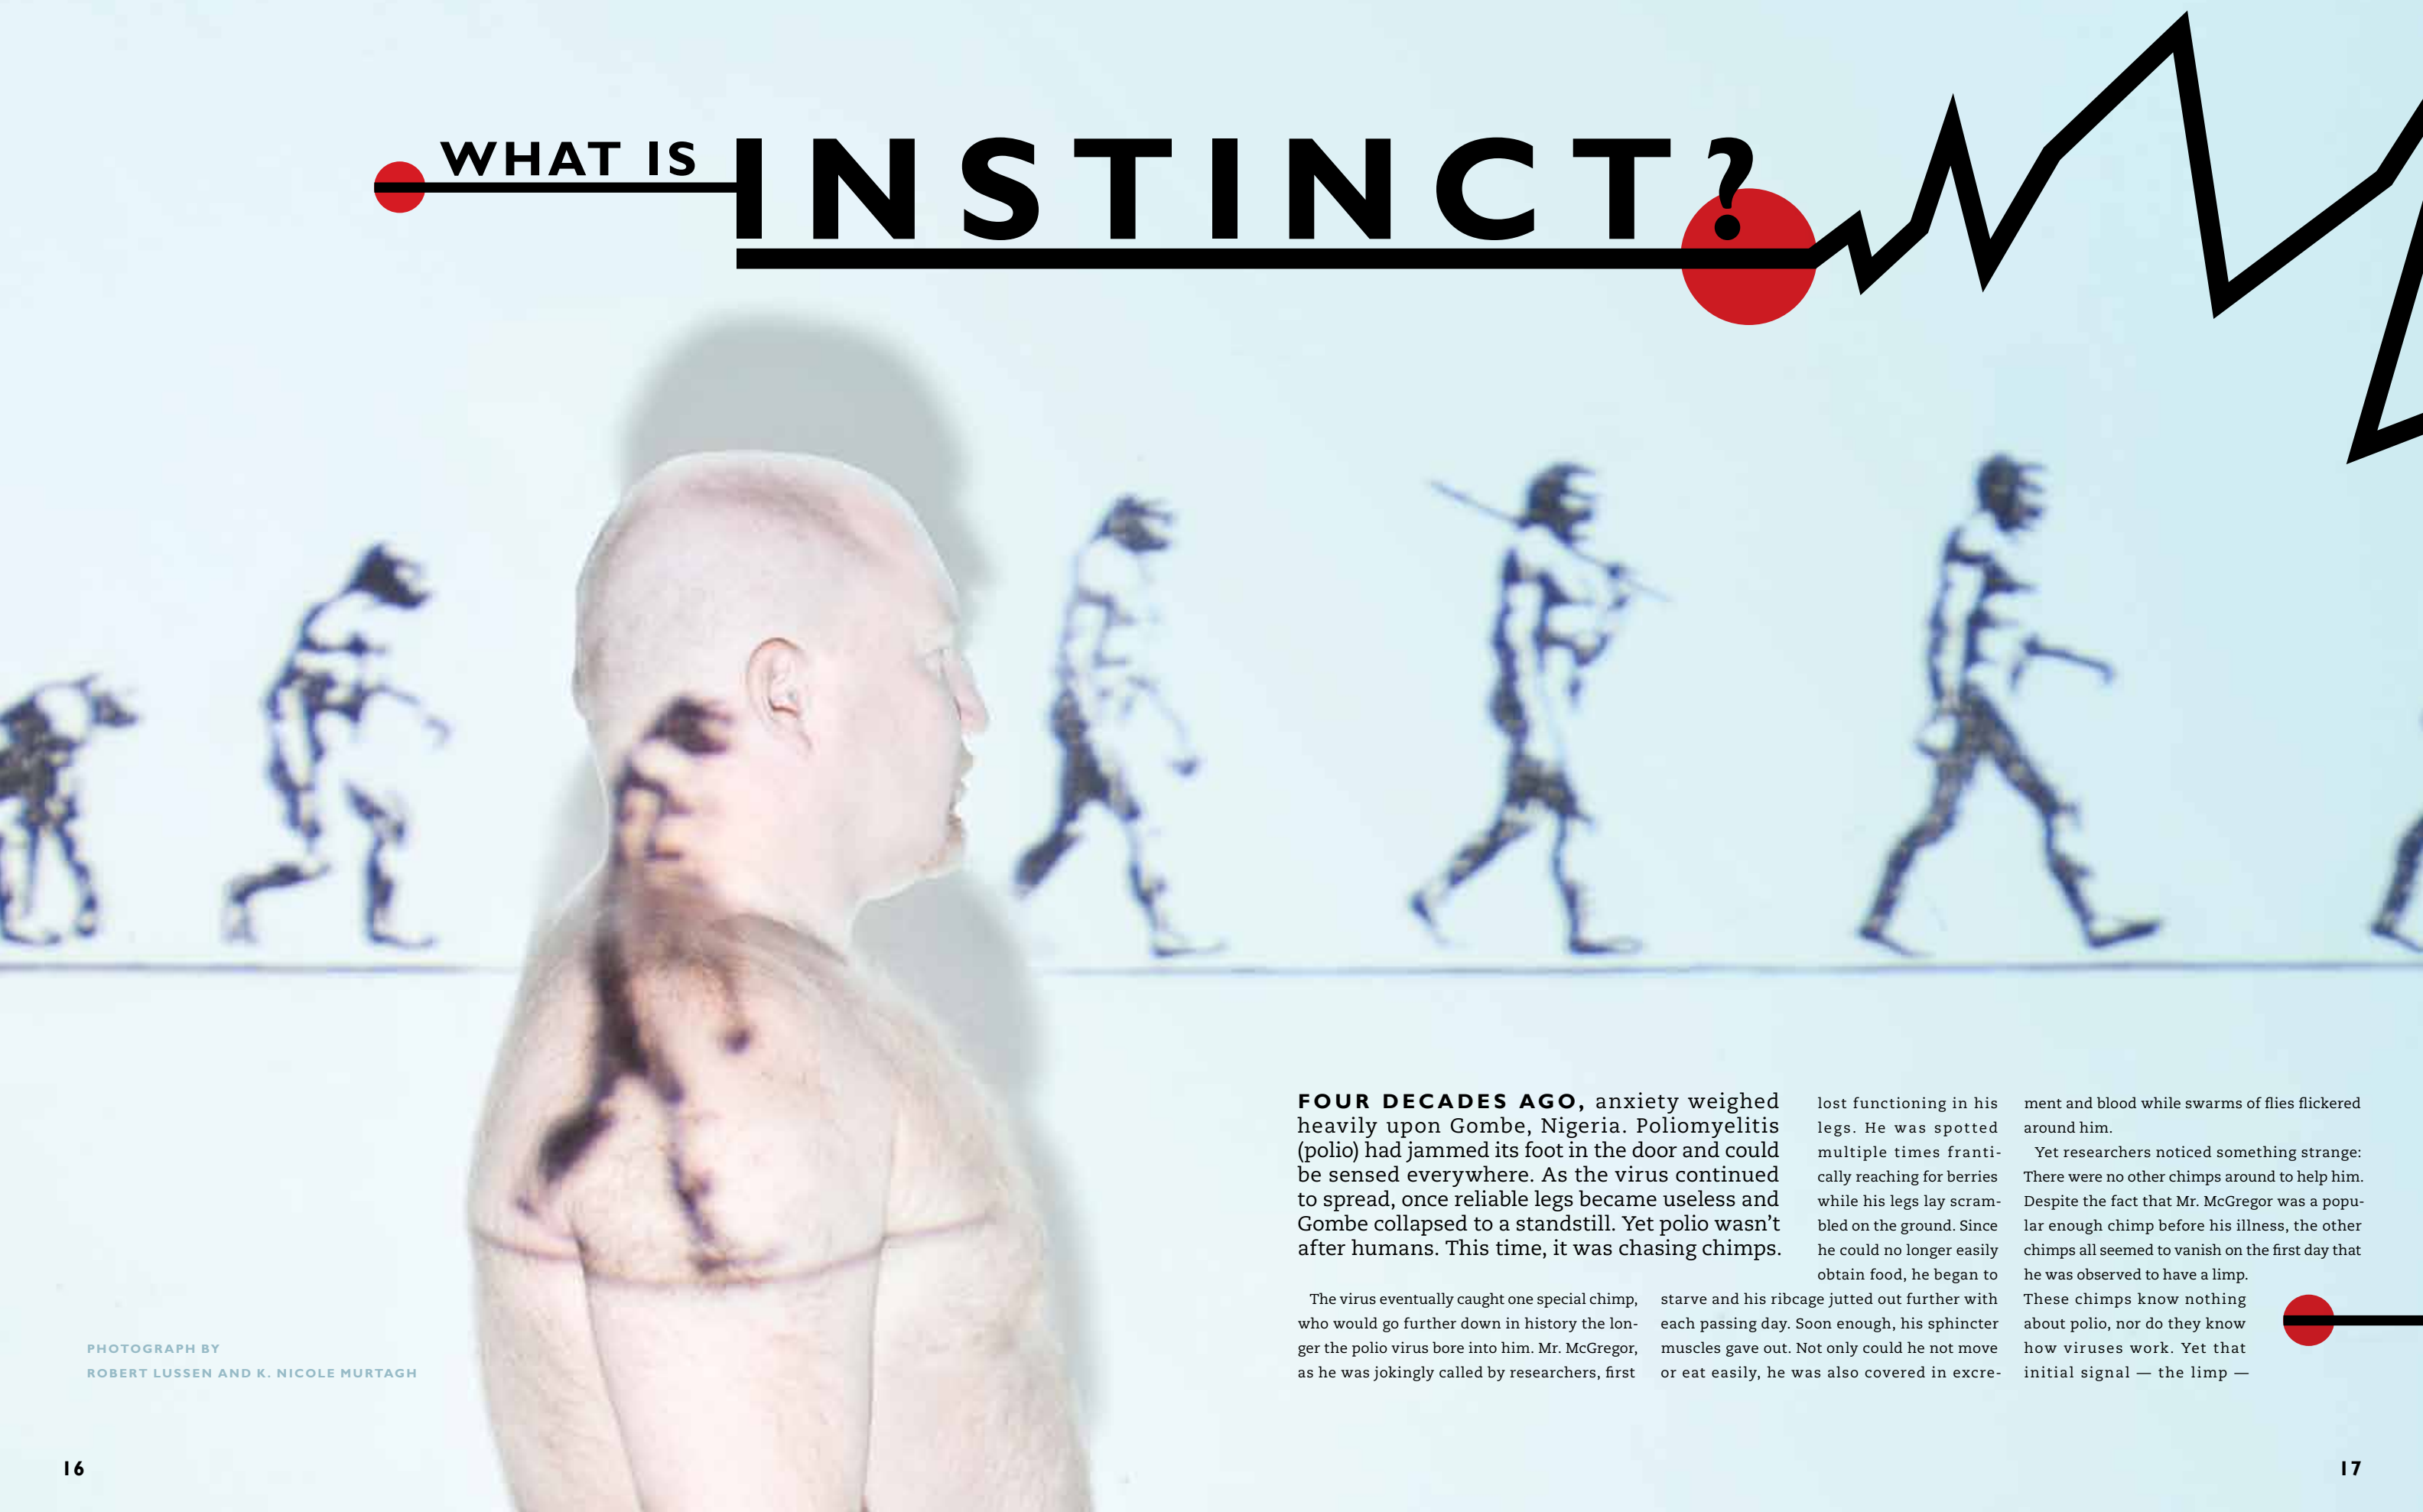 WHAT IS INSTINCT?
FOUR DECADES AGO, anxiety weighed
heavily upon Gombe, Nigeria. Poliomyelitis
(polio) had jammed its foot in the door and could
be sensed everywhere. As the virus continued
to spread, once reliable legs became useless and
Gombe collapsed to a standstill. Yet polio wasn't
after humans. This time, it was chasing chimps.
The virus eventually caught one special chimp,
who would go further down in history the lon-
ger the polio virus bore into him. Mr. McGregor,
as he was jokingly called by researchers, first
lost functioning in his
legs. He was spotted
multiple times franti-
cally reaching for berries
while his legs lay scram-
bled on the ground. Since
he could no longer easily
obtain food, he began to
starve and his ribcage jutted out further with
each passing day. Soon enough, his sphincter
muscles gave out. Not only could he not move
or eat easily, he was also covered in excre-
ment and blood while swarms of flies flickered
around him.
Yet researchers noticed something strange:
There were no other chimps around to help him.
Despite the fact that Mr. McGregor was a popu-
lar enough chimp before his illness, the other
chimps all seemed to vanish on the first day that
he was observed to have a limp.
These chimps know nothing
about polio, nor do they know
how viruses work. Yet that
initial signal — the limp —
PHOTOGRAPH BY
ROBERT LUSSEN AND K. NICOLE MURTAGH
16
17